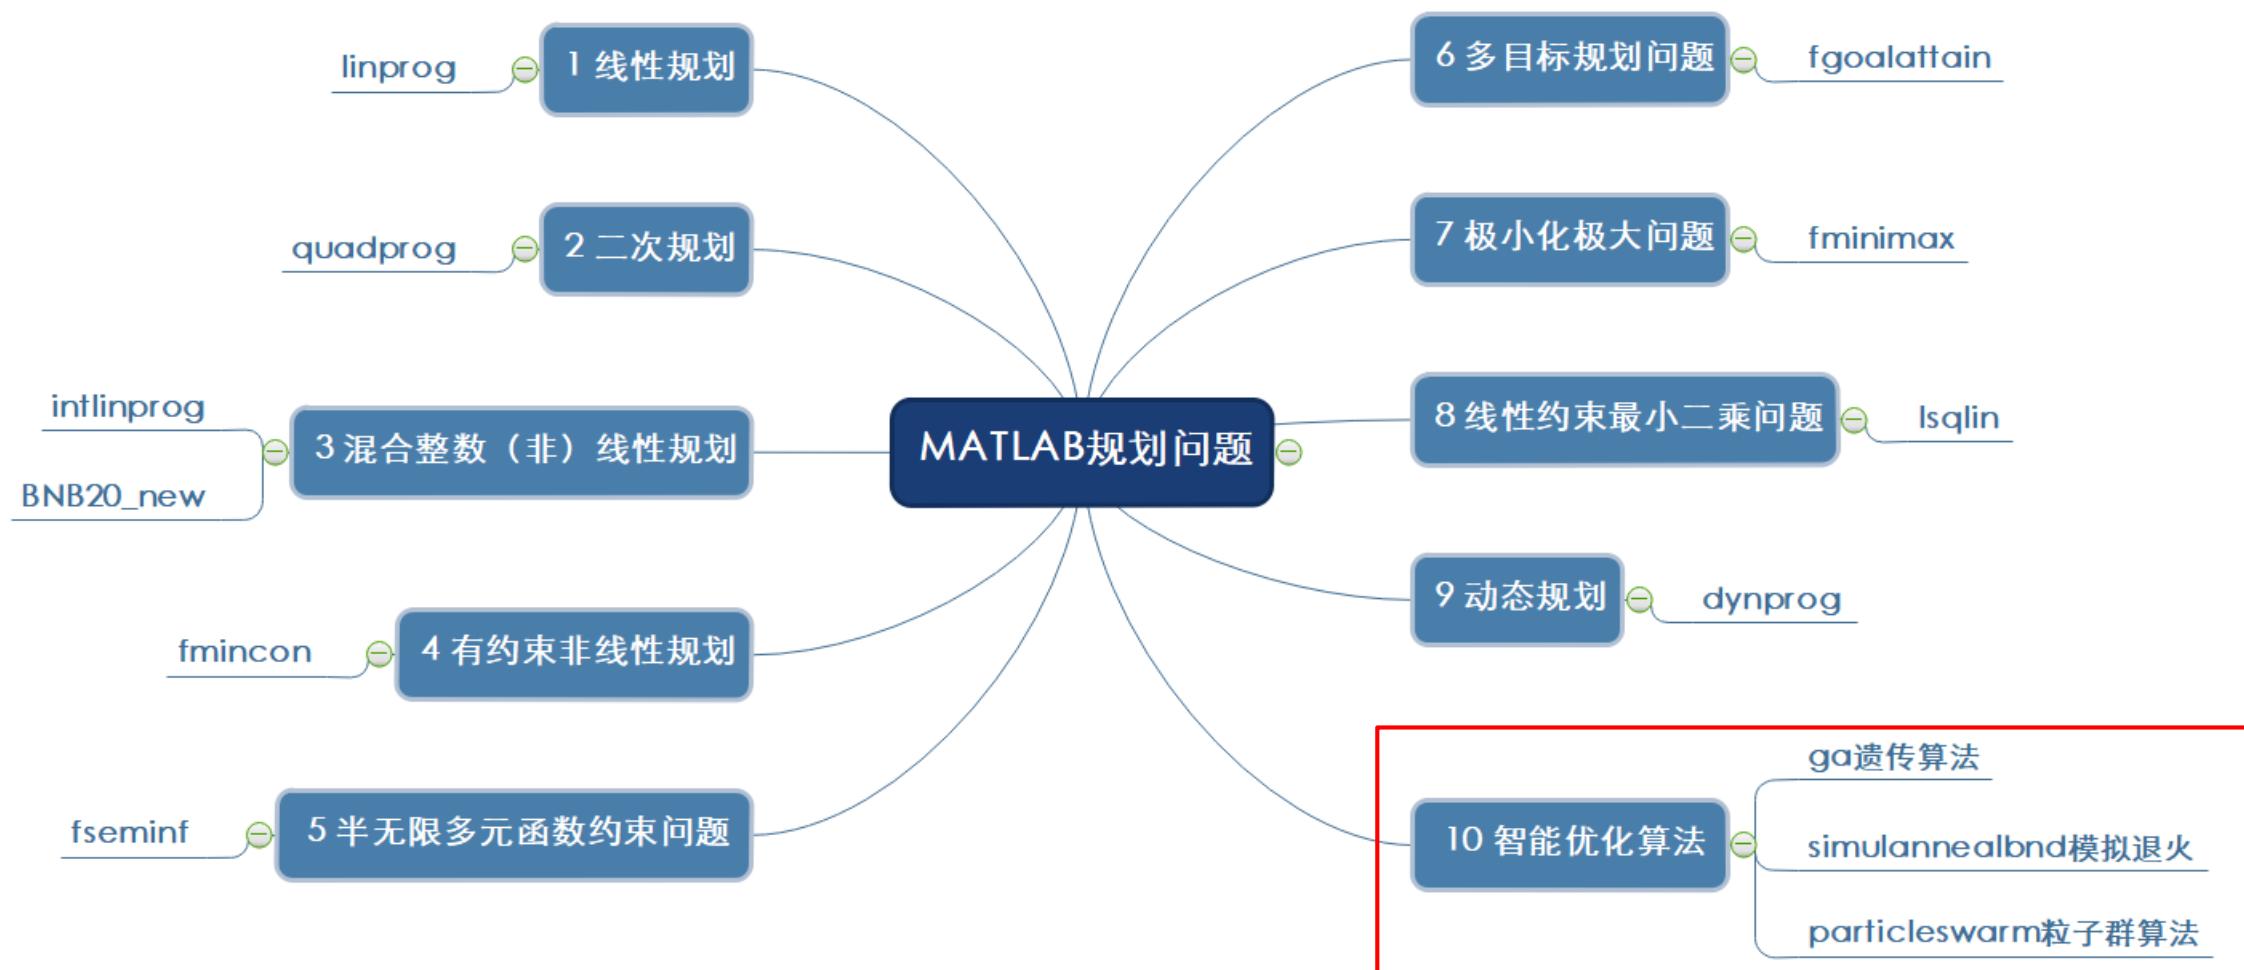 MATLAB规划问题
1 线性规划
linprog
2 二次规划
quadprog
3 混合整数（非）线性规划
intlinprog
BNB20_new
4 有约束非线性规划
fmincon
5 半无限多元函数约束问题
fseminf
6 多目标规划问题
fgoalattain
7 极小化极大问题
fminimax
8 线性约束最小二乘问题
lsqlin
9 动态规划
dynprog
10 智能优化算法
ga遗传算法
simulannealbnd模拟退火
particleswarm粒子群算法